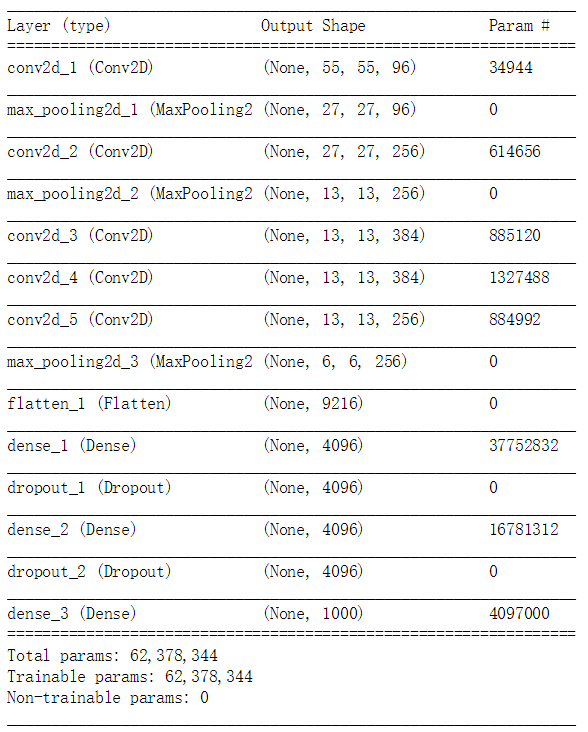 Layer (type) Output Shape Param #
conv2d_1 (Conv2D) (None, 55, 55, 96) 34944
max_pooling2d_1 (MaxPooling2 (None, 27, 27, 96) 0
conv2d_2 (Conv2D) (None, 27, 27, 256) 614656
max_pooling2d_2 (MaxPooling2 (None, 13, 13, 256) 0
conv2d_3 (Conv2D) (None, 13, 13, 384) 885120
conv2d_4 (Conv2D) (None, 13, 13, 384) 1327488
conv2d_5 (Conv2D) (None, 13, 13, 256) 884992
max_pooling2d_3 (MaxPooling2 (None, 6, 6, 256) 0
flatten_1 (Flatten) (None, 9216) 0
dense_1 (Dense) (None, 4096) 37752832
dropout_1 (Dropout) (None, 4096) 0
dense_2 (Dense) (None, 4096) 16781312
dropout_2 (Dropout) (None, 4096) 0
dense_3 (Dense) (None, 1000) 4097000
Total params: 62,378,344
Trainable params: 62,378,344
Non-trainable params: 0